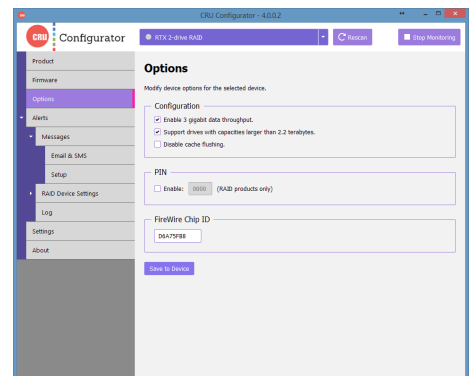 CRU Configurator - 4.0.0.2
CRU Configurator
RTX 2-drive RAID
Rescan
Stop Monitoring
Product
Firmware
Options
Alerts
Messages
Email & SMS
Setup
RAID Device Settings
Log
Settings
About
Options
Modify device options for the selected device.
Configuration
Enable 3 gigabit data throughput.
Support drives with capacities larger than 2.2 terabytes.
Disable cache flushing.
PIN
Enable: 0000 (RAID products only)
FireWire Chip ID
D6A75FB8
Save to Device